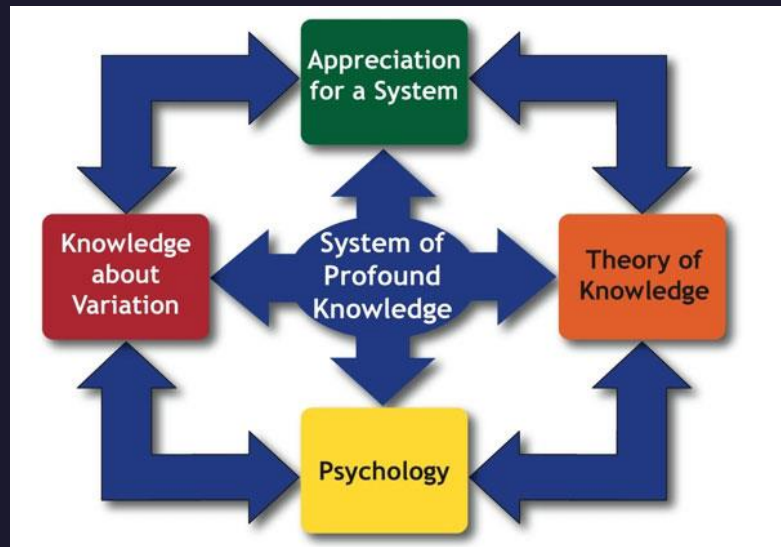 Appreciation
for a System
Knowledge
about
Variation
System of
Profound
Knowledge
Theory of
Knowledge
Psychology